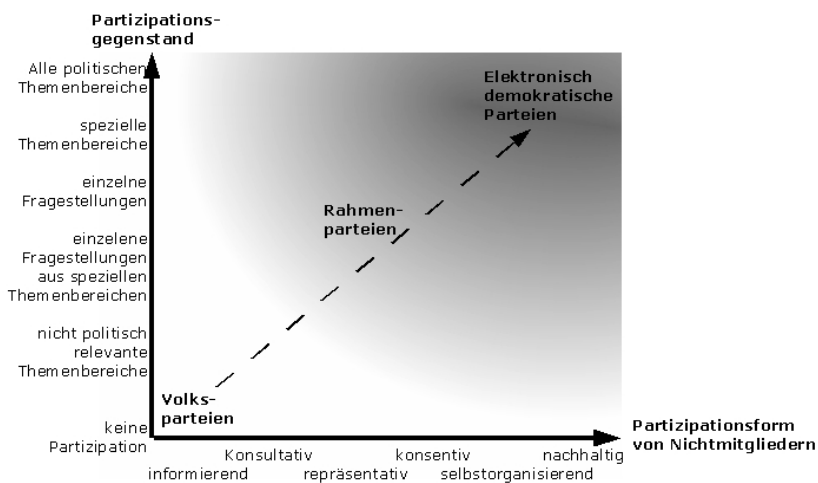 Partizipations-
gegenstand
Alle politischen
Themenbereiche
spezielle
Themenbereiche
einzelne
Fragestellungen
einzelene
Fragestellungen
aus speziellen
Themenbereichen
nicht politisch
relevante
Themenbereiche
keine
Partizipation
Elektronisch
demokratische
Parteien
Rahmen-
parteien
Volks-
parteien
Partizipationsform
von Nichtmitgliedern
Konsultativ konsentiv nachhaltig
informierend repräsentativ selbstorganisierend